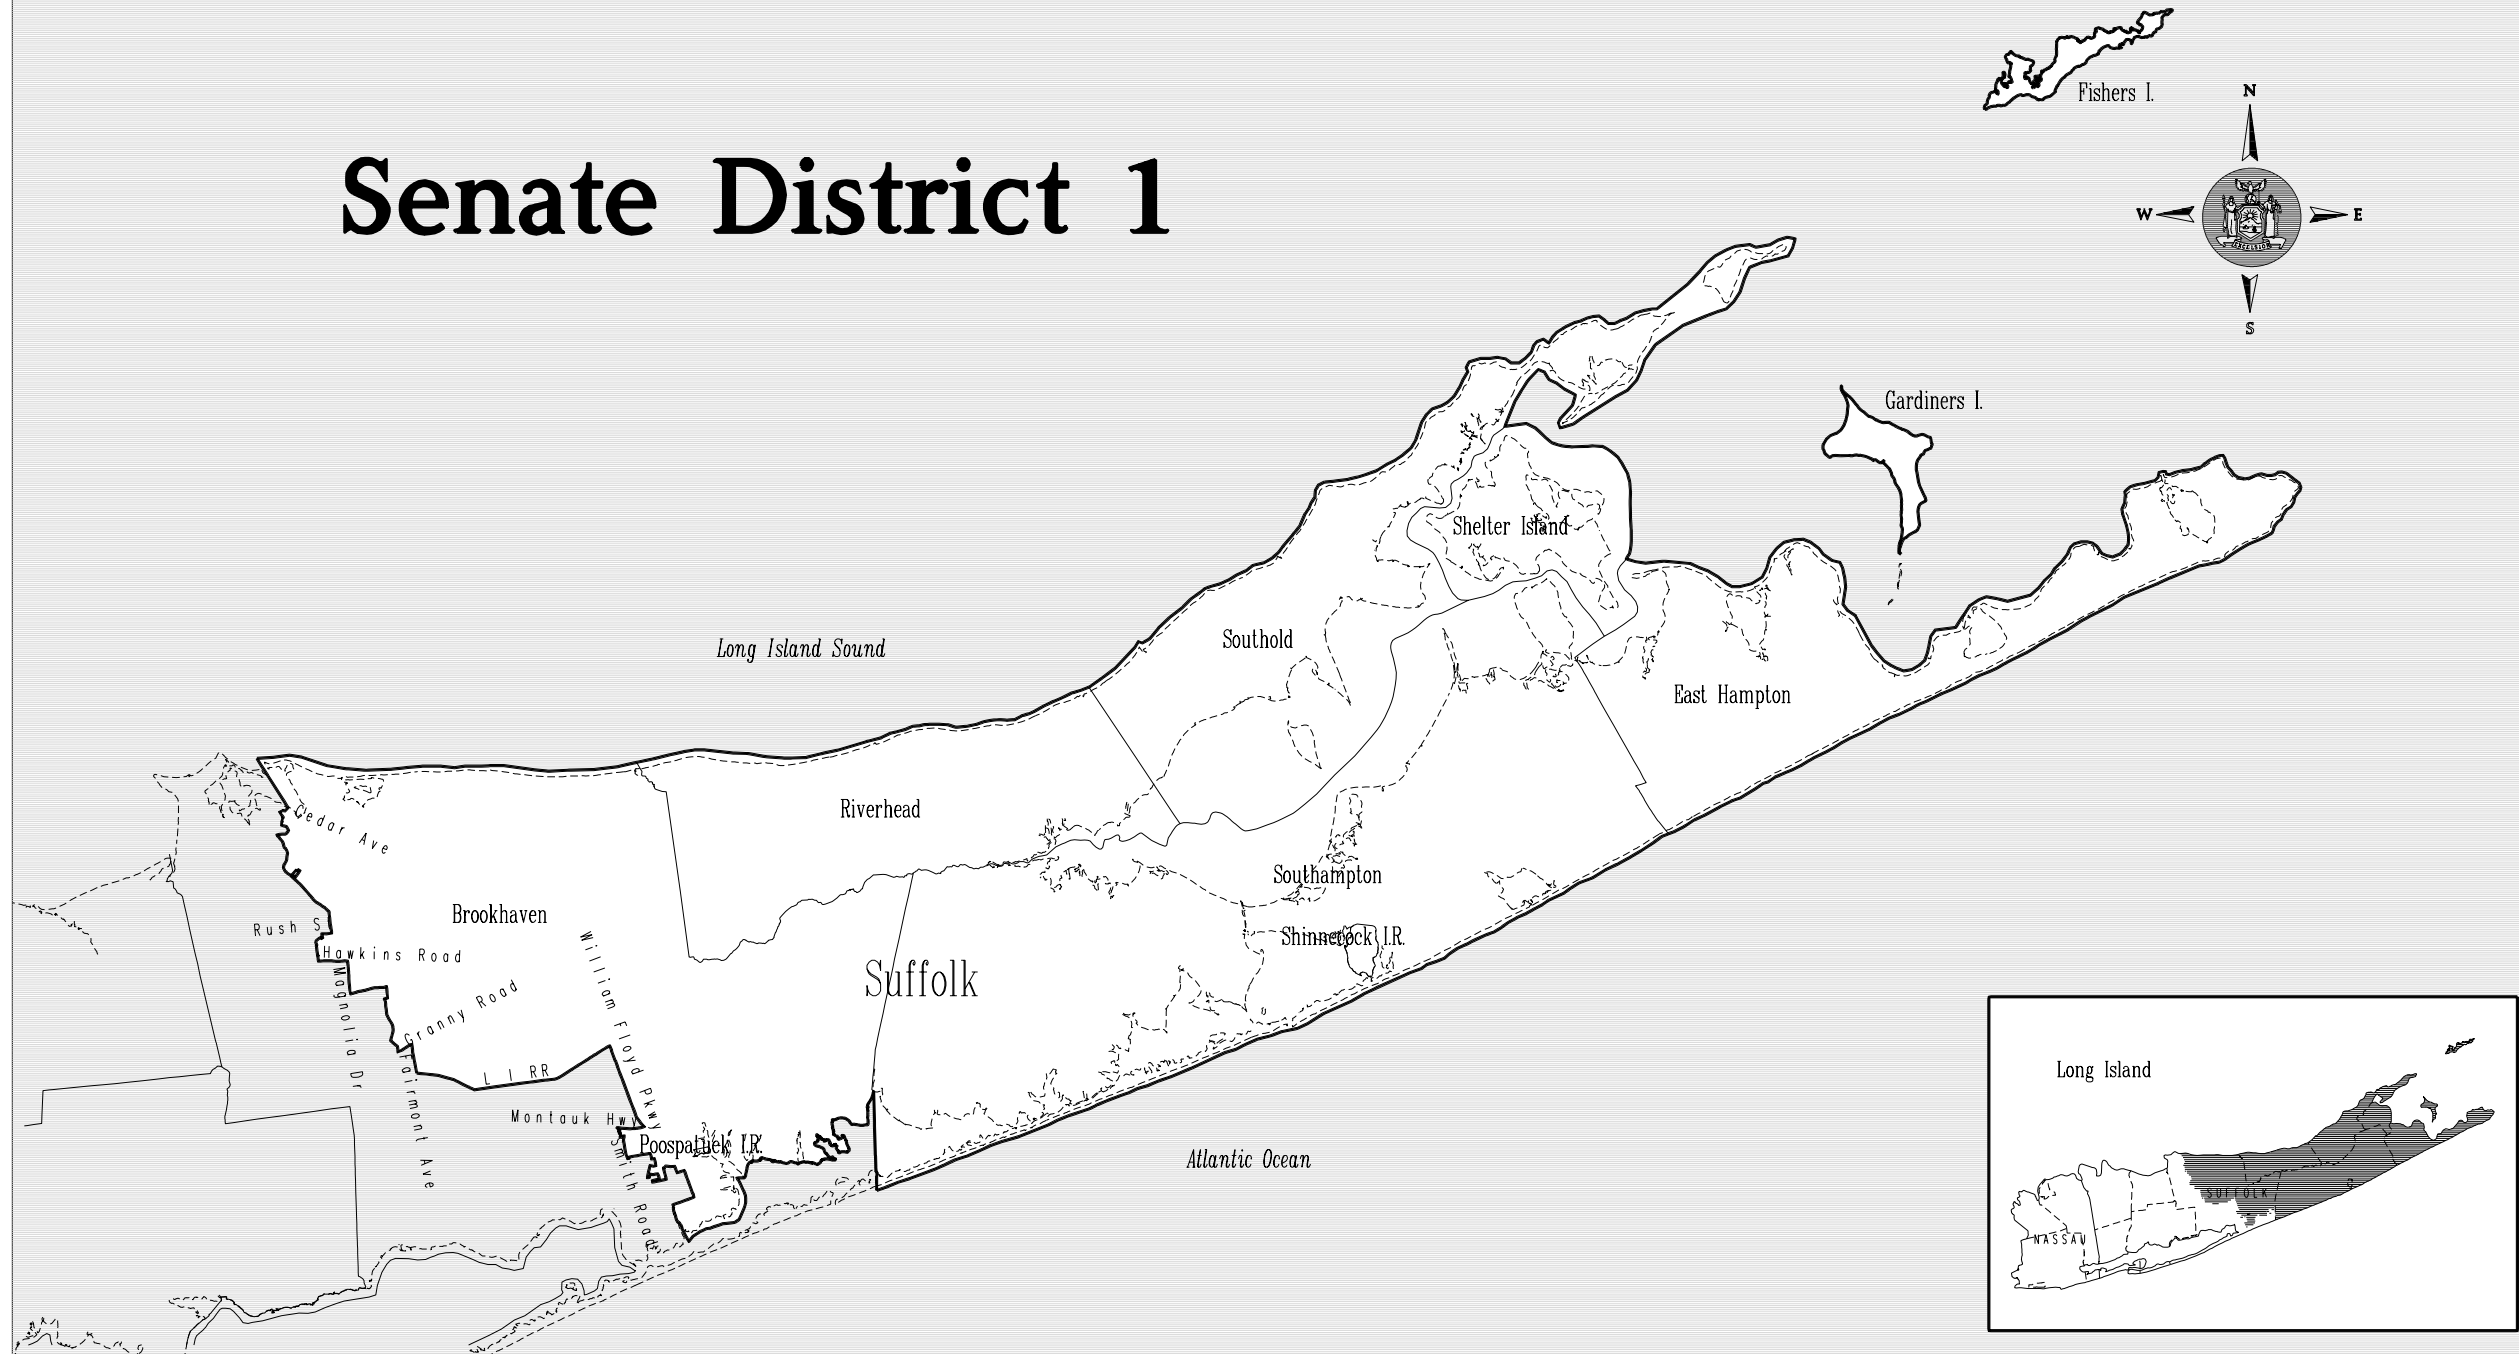 Fishers I.
N
Senate District 1
W
E
EXCELSIOR
S
Gardiners I.
Shelter Island
Long Island Sound
Southold
East Hampton
Riverhead
Cedar Ave
Southampton
Brookhaven
Rush S
Shinnecock I.R.
Hawkins Road
Suffolk
Magnolia Dr
Granny Road
William Floyd Pkwy
Long Island
L I RR
Fairmont Ave
Montauk Hwy
Poospatuck I.R.
Atlantic Ocean
Smith Road
SUFFOLK
NASSAU